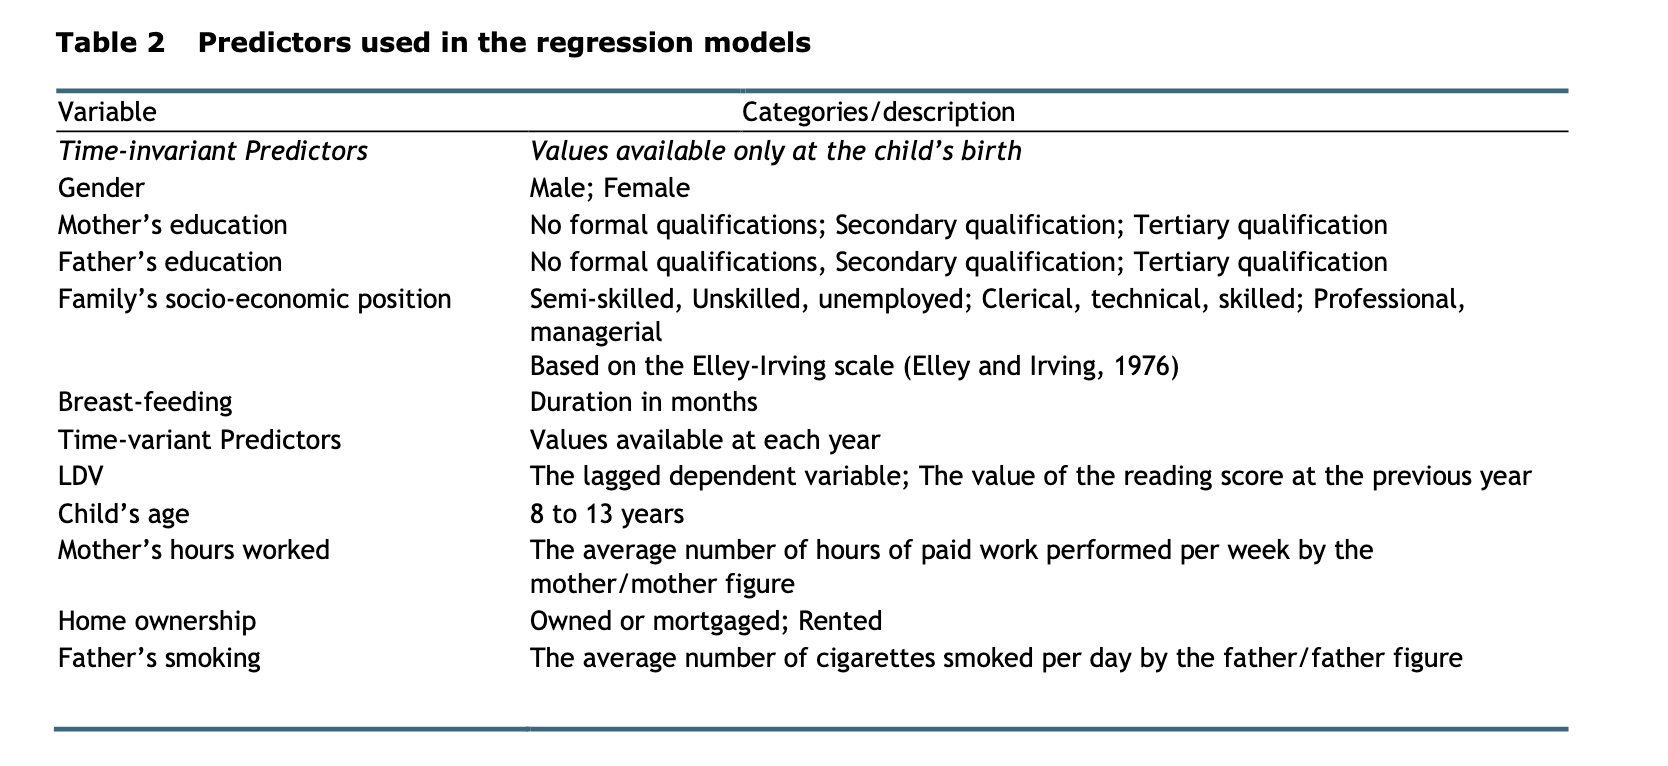 Table 2 Predictors used in the regression models
Variable Categories/description
Time-invariant Predictors Values available only at the child’s birth
Gender Male; Female
Mother’s education No formal qualifications; Secondary qualification; Tertiary qualification
Father’s education No formal qualifications, Secondary qualification; Tertiary qualification
Family’s socio-economic position Semi-skilled, Unskilled, unemployed; Clerical, technical, skilled; Professional,
managerial
Based on the Elley-Irving scale (Elley and Irving, 1976)
Breast-feeding Duration in months
Time-variant Predictors Values available at each year
LDV The lagged dependent variable; The value of the reading score at the previous year
Child’s age 8 to 13 years
Mother’s hours worked The average number of hours of paid work performed per week by the
mother/mother figure
Home ownership Owned or mortgaged; Rented
Father’s smoking The average number of cigarettes smoked per day by the father/father figure